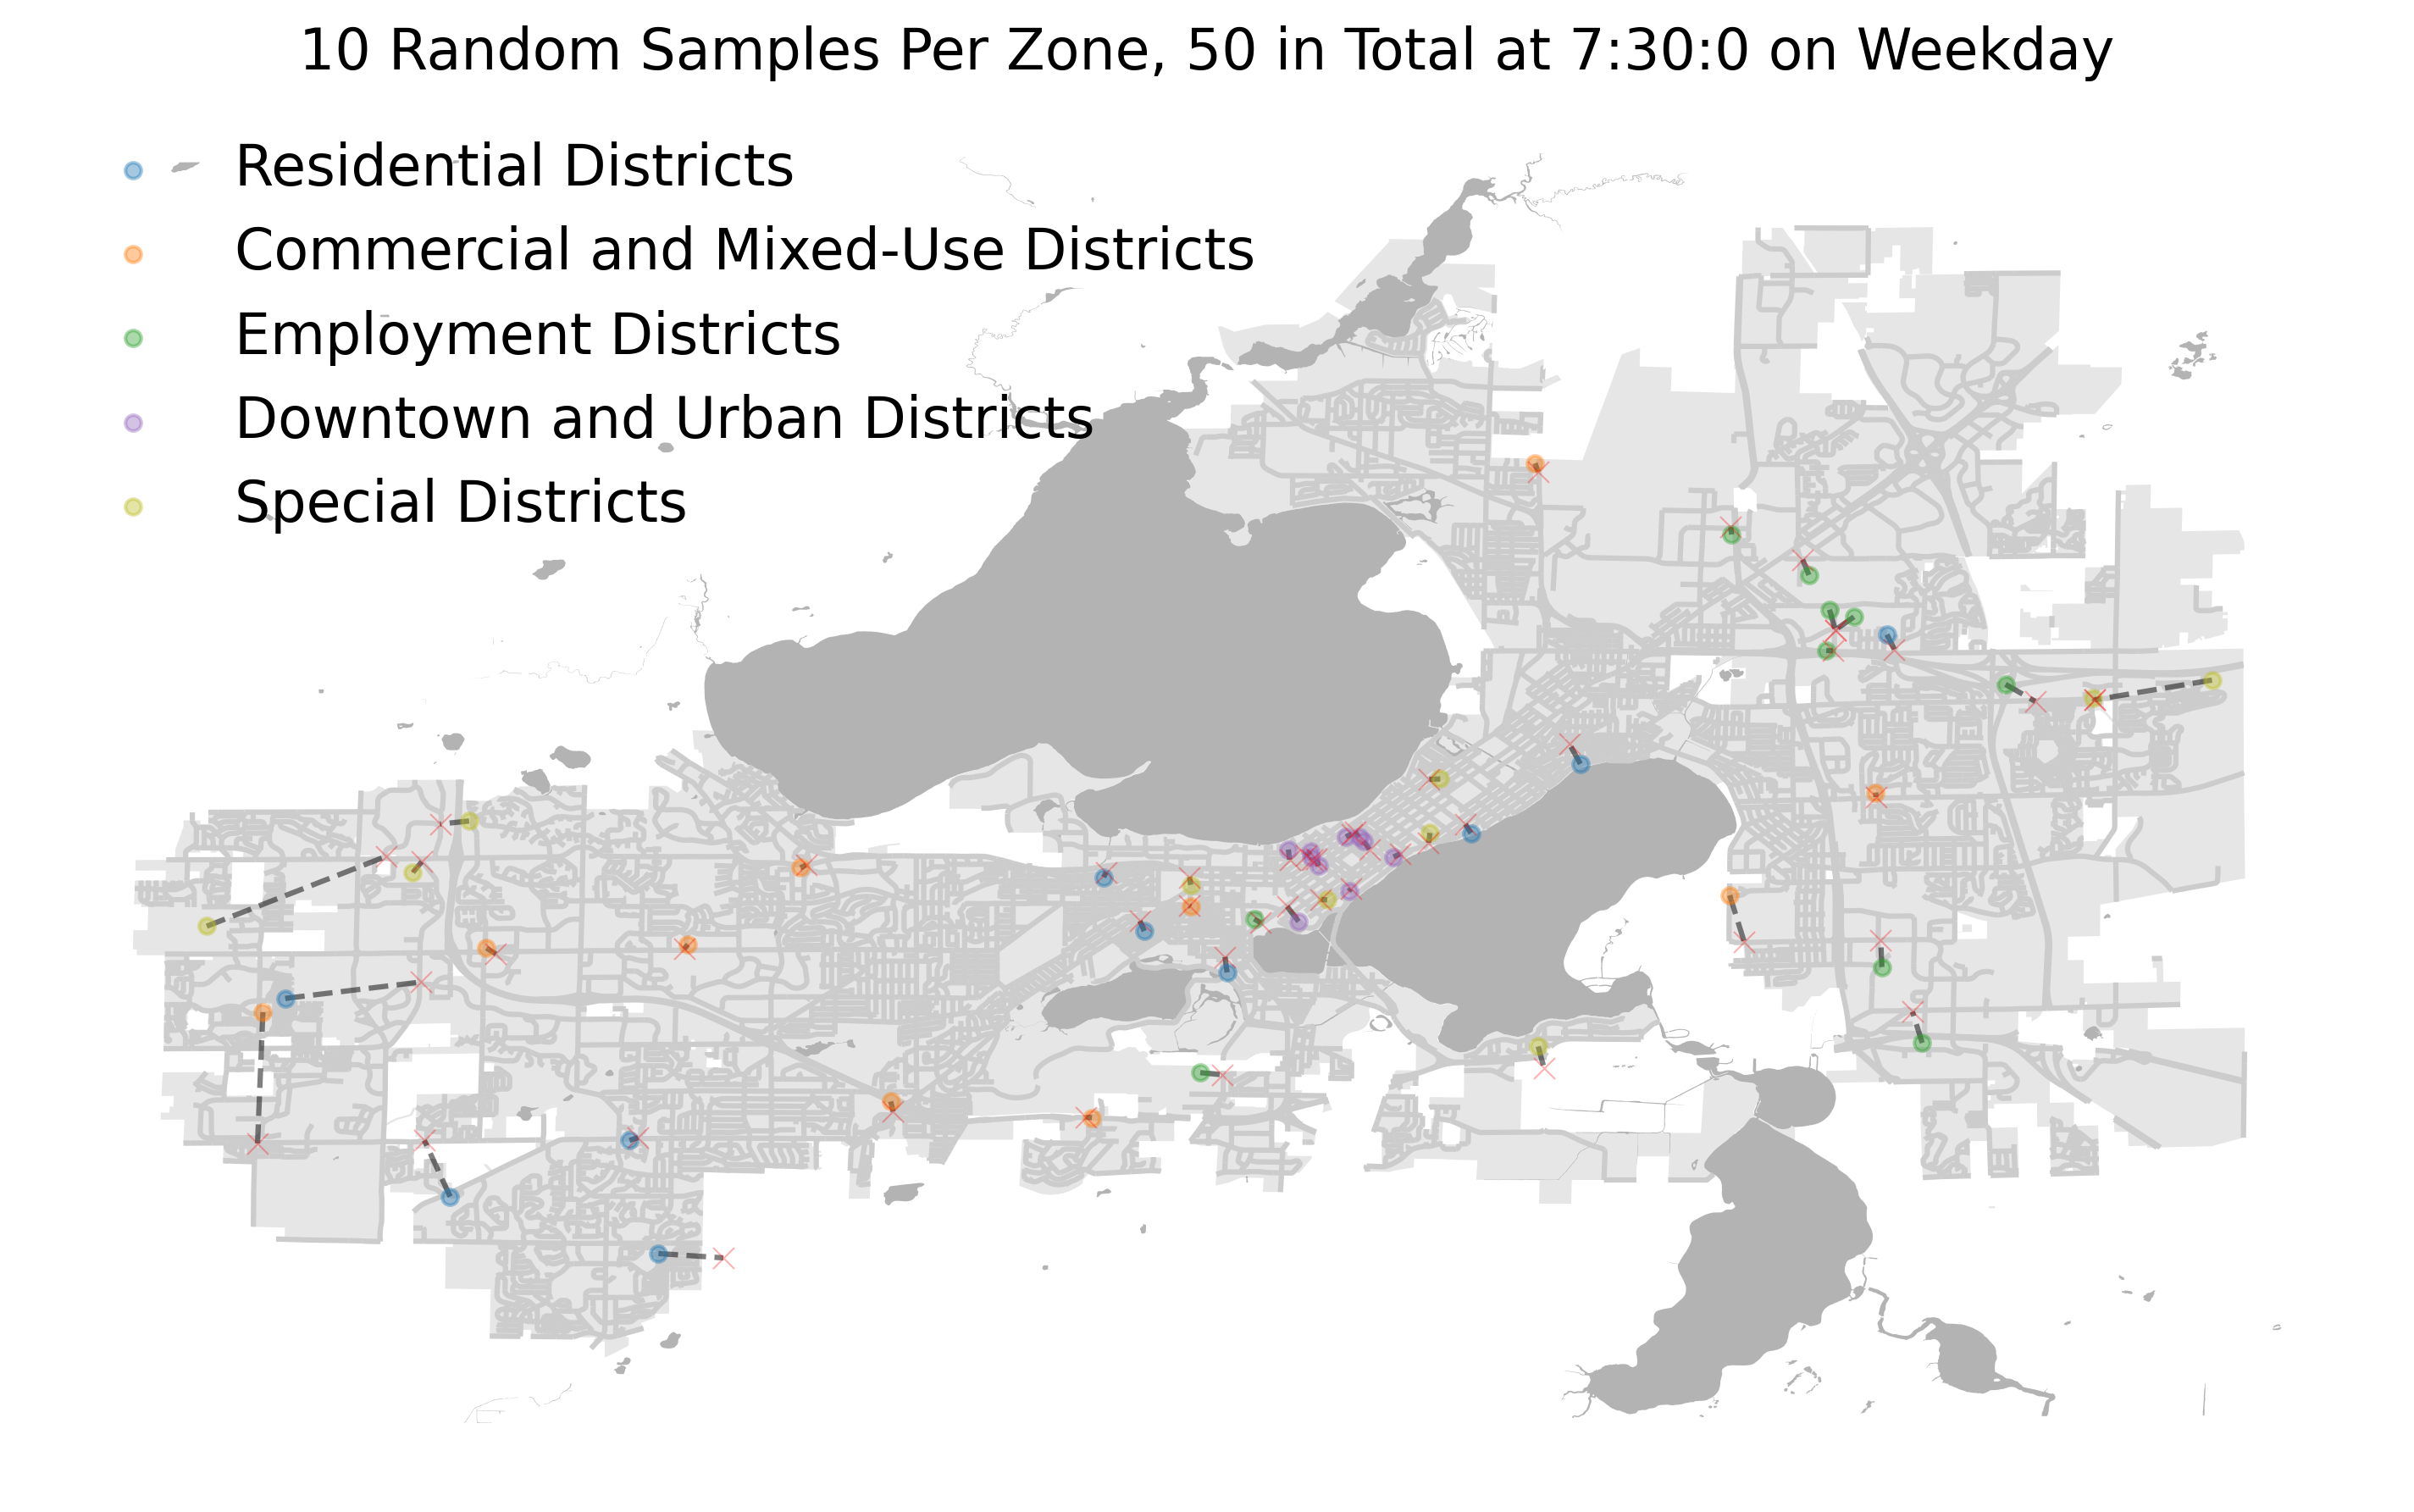 10 Random Samples Per Zone, 50 in Total at 7:30:0 on Weekday
Residential Districts
Commercial and Mixed-Use Districts
Employment Districts
Downtown and Urban Districts
Special Districts